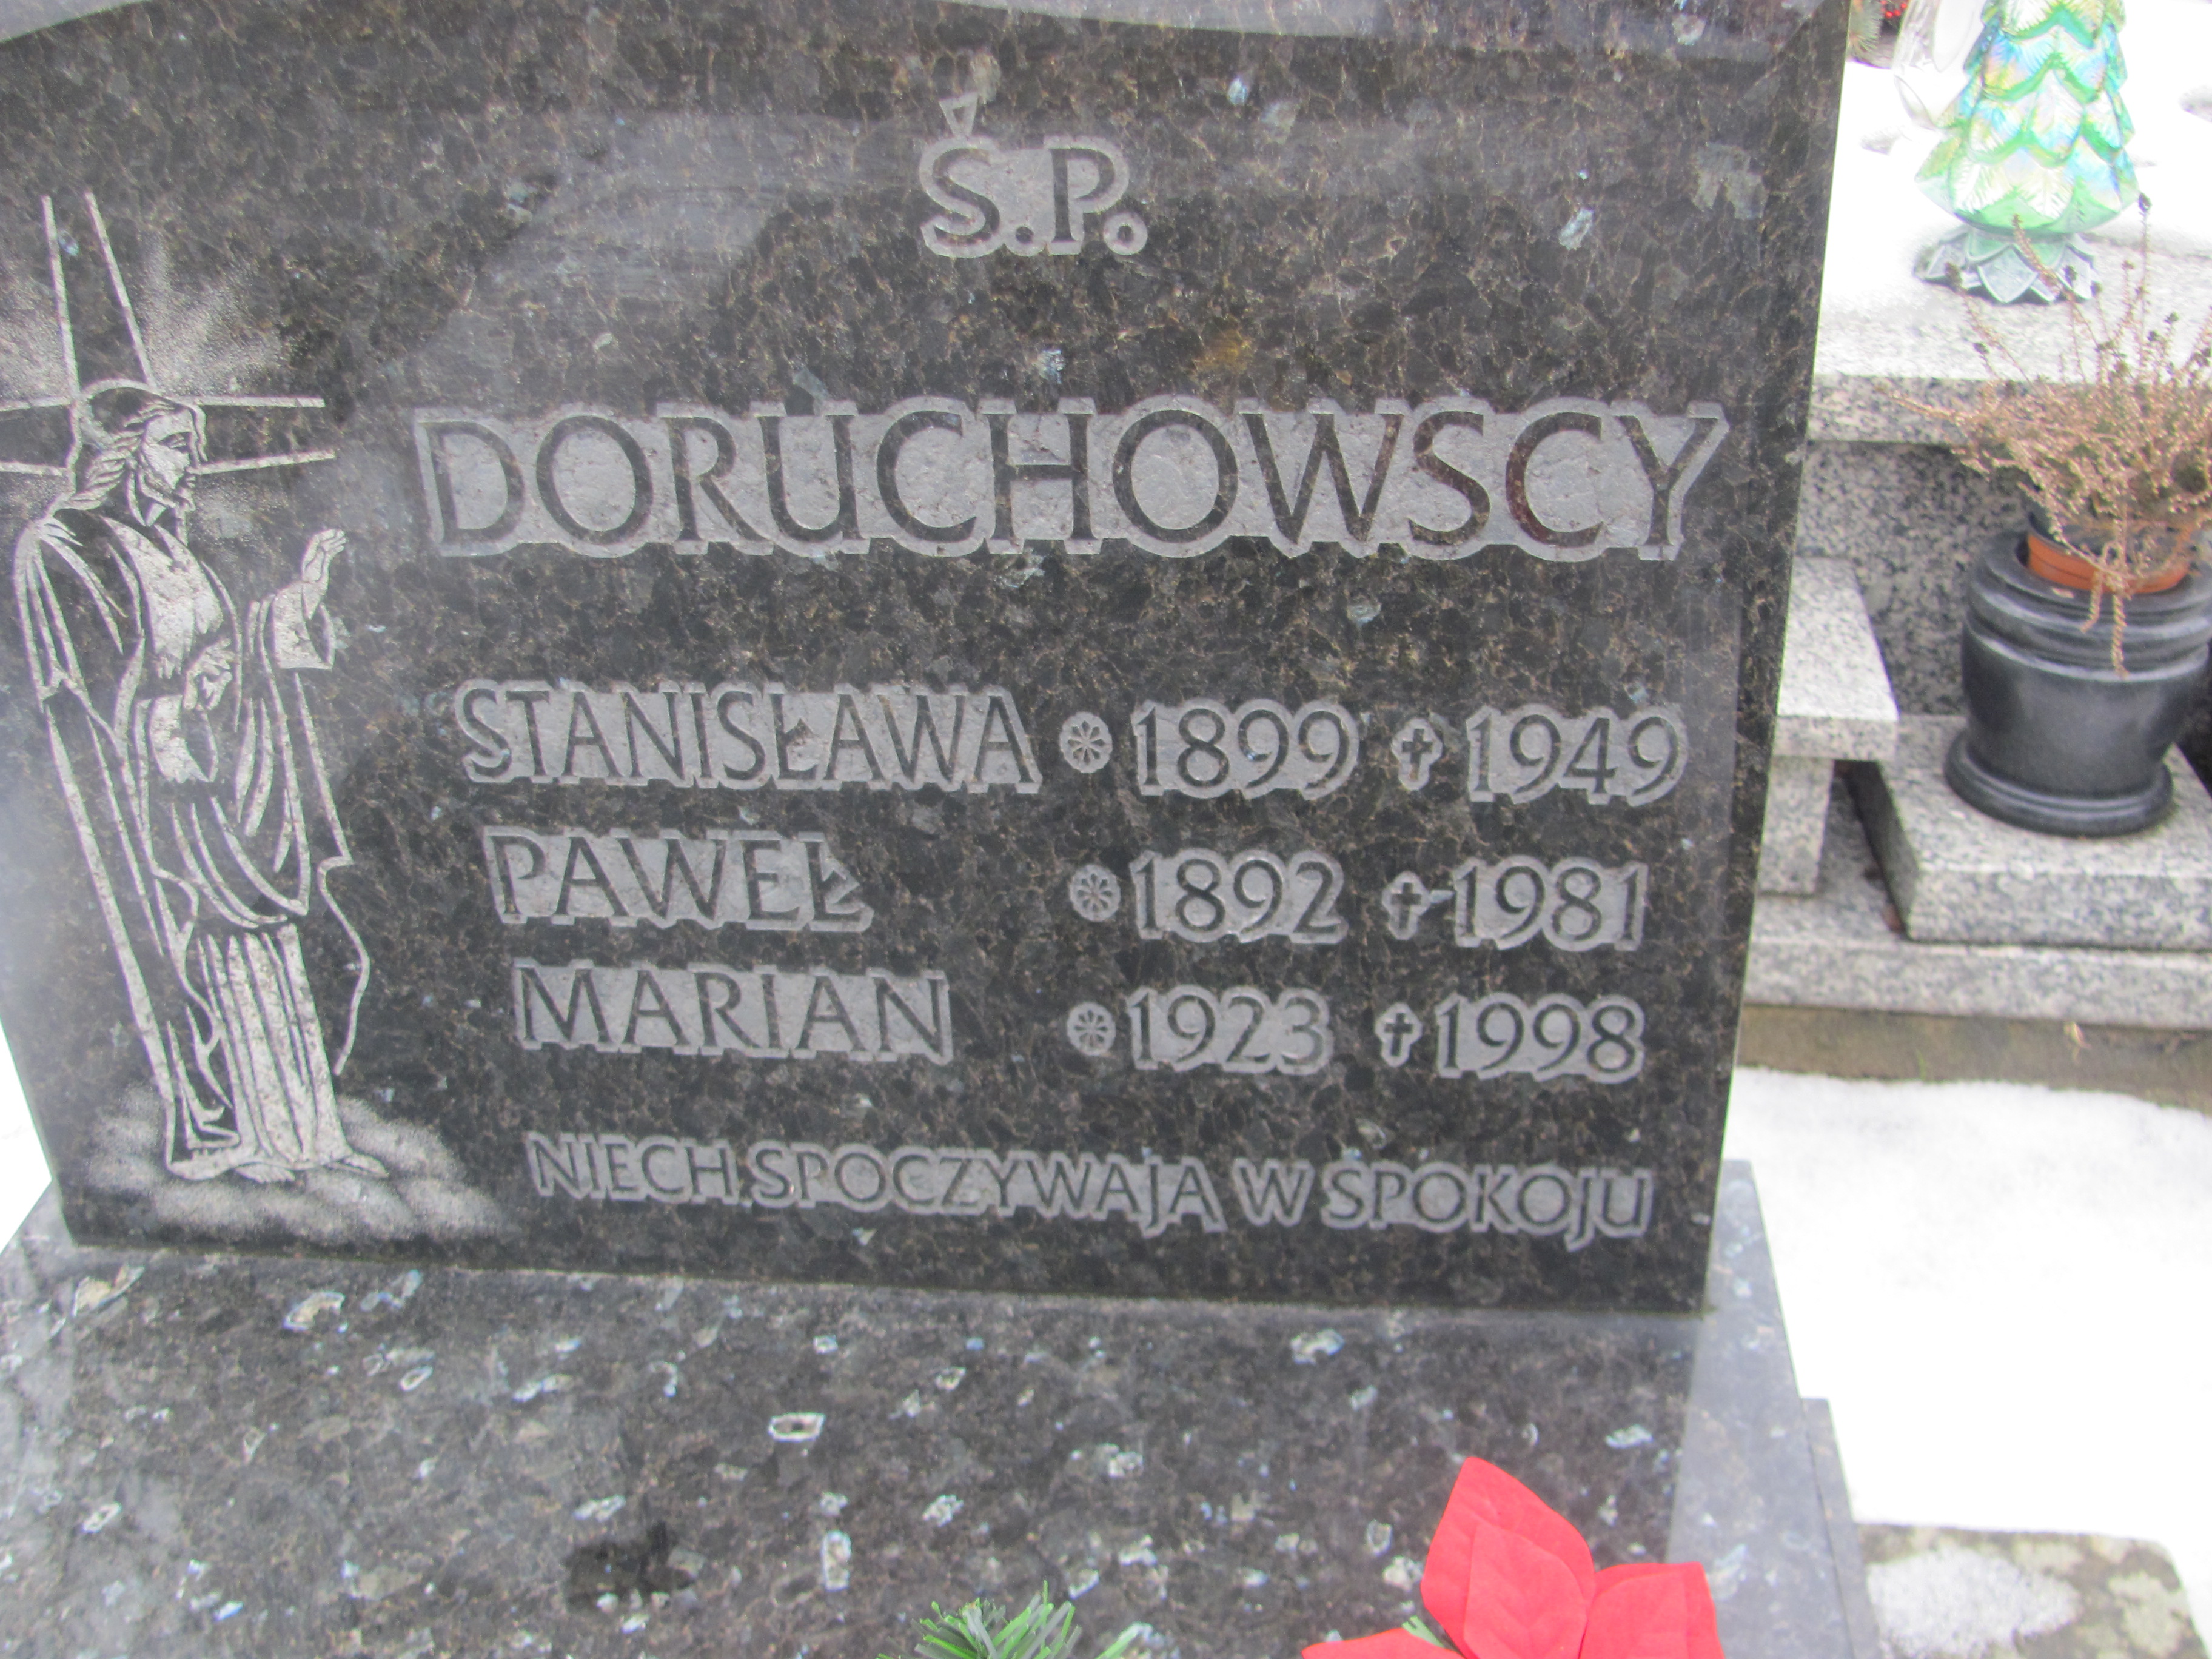 Ś.P.
DORUCHOWSCY
STANISŁAWA * 1899 ✝ 1949
PAWEŁ * 1892 ✝ 1981
MARIAN * 1923 ✝ 1998
NIECH SPOCZYWAJA W SPOKOJU